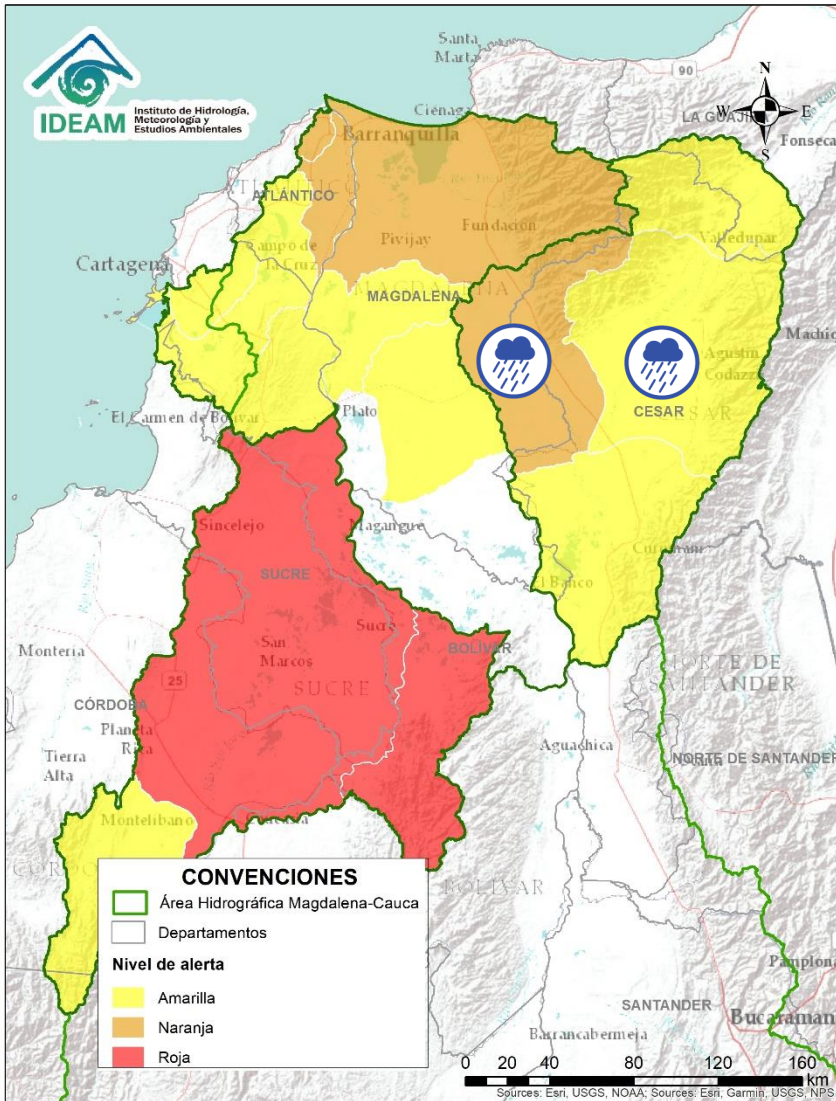 IDEAM
Instituto de Hidrología,
Meteorología y
Estudios Ambientales
Santa
Marta
90
N
W
E
S
LA GUAJI
Fonseca
Ciénaga
Barranquilla
ATLÁNTICO
Fundación
Pivijay
Valledupar
Campo de
la Cruz
Cartagena
MAGDALENA
Agustín
Codazzi
CESAR
El Carmen de Bolívar
Plato
Sincelejo
Magangue
SUCRE
El Banco
Montería
San
Marcos
Sucre
BOLÍVAR
SUCRE
NORTE DE
SANTANDER
25
CÓRDOBA
Planeta
Rica
Tierra
Alta
Aguachica
NORTE DE SANTANDER
Montelíbano
BOLÍVAR
CONVENCIONES
Área Hidrográfica Magdalena-Cauca
Departamentos
Nivel de alerta
Amarilla
Naranja
Roja
Pamplona
SANTANDER
Bucaraman
Barrancabermeja
0 20 40 80 120 160
km
Sources: Esri, USGS, NOAA; Sources: Esri, Garmin, USGS, NPS